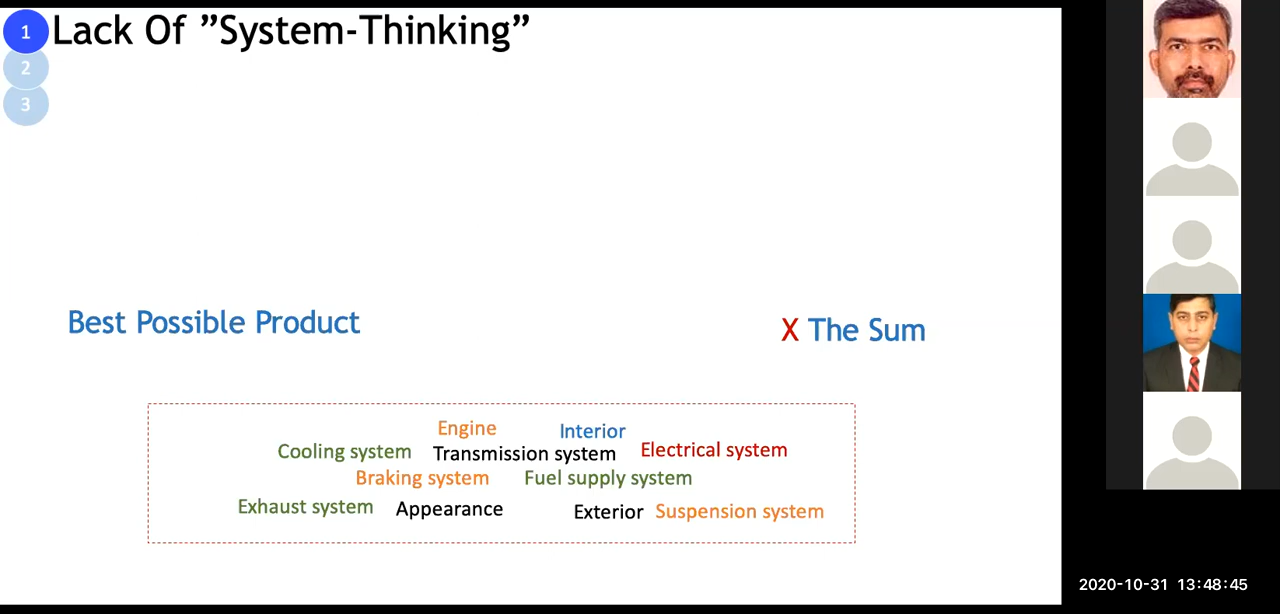 1
Lack Of ”System-Thinking”
2
3
Best Possible Product
X The Sum
Engine
Interior
Cooling system
Transmission system
Electrical system
Braking system
Fuel supply system
Exhaust system
Appearance
Exterior
Suspension system
2020-10-31 13:48:45